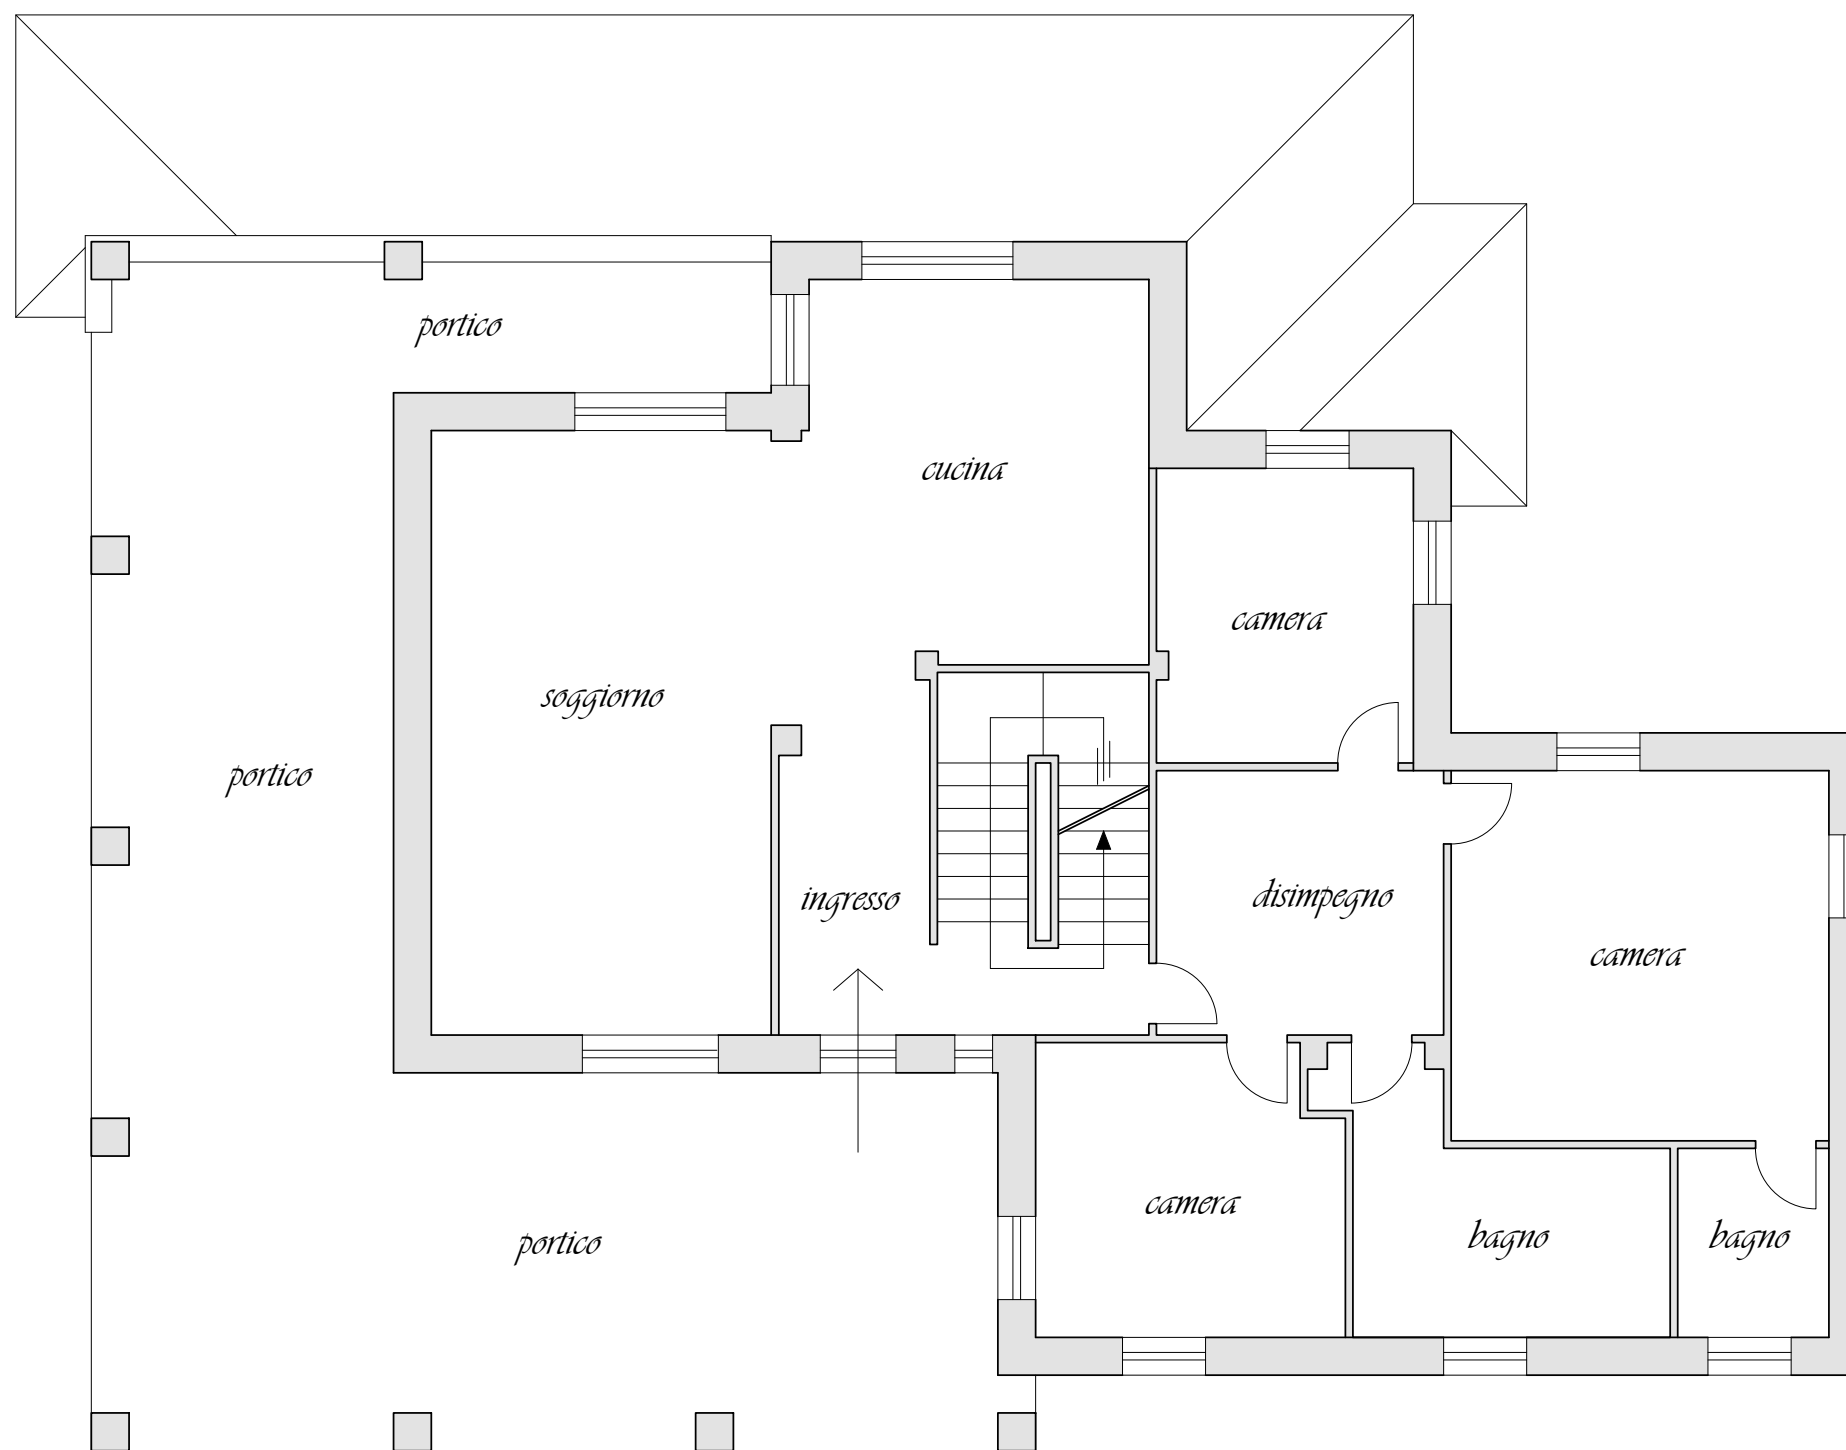 portico
cucina
camera
soggiorno
portico
ingresso
disimpegno
camera
camera
portico
bagno
bagno